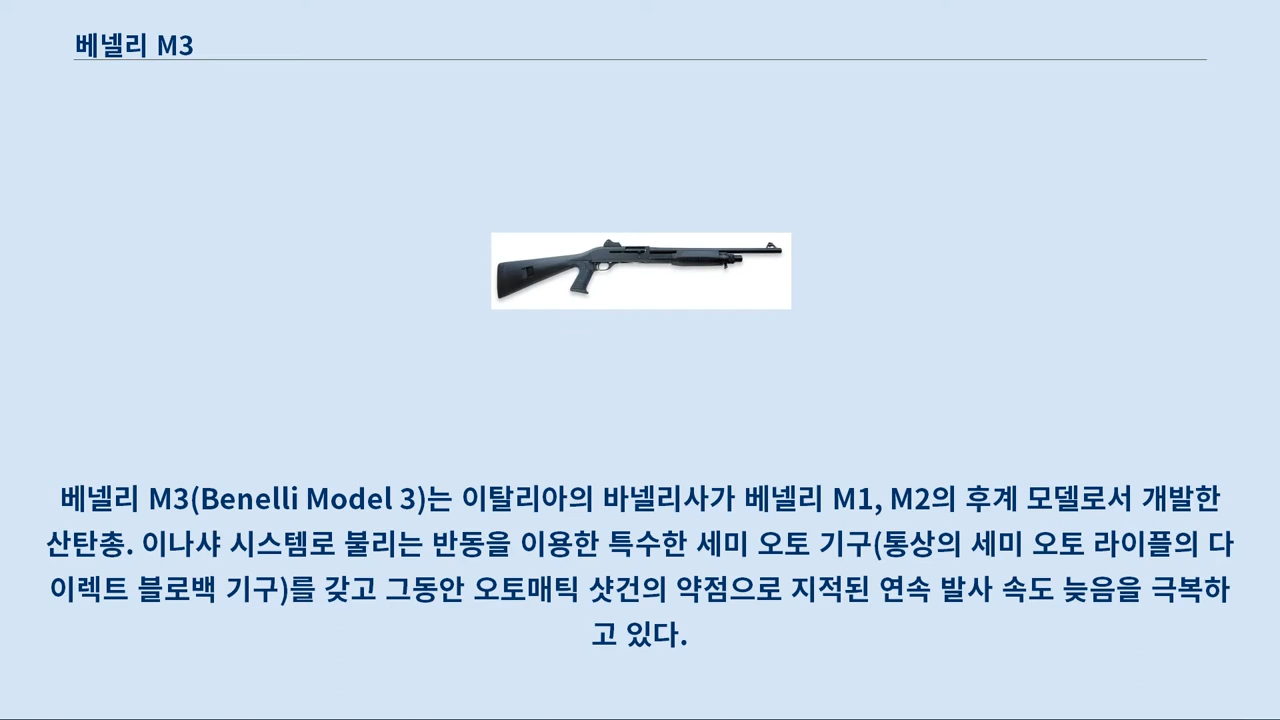 베넬리 M3
베넬리 M3(Benelli Model 3)는 이탈리아의 바넬리사가 베넬리 M1, M2의 후계 모델로서 개발한
산탄총. 이나샤 시스템로 불리는 반동을 이용한 특수한 세미 오토 기구(통상의 세미 오토 라이플의 다
이렉트 블로백 기구)를 갖고 그동안 오토매틱 샷건의 약점으로 지적된 연속 발사 속도 늦음을 극복하
고 있다.